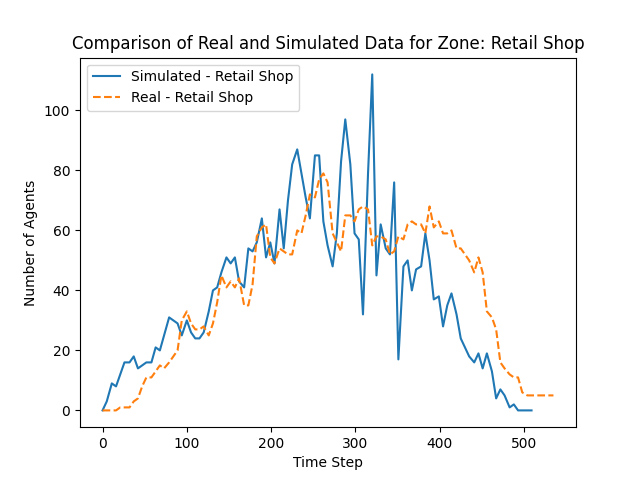 Comparison of Real and Simulated Data for Zone: Retail Shop
Simulated - Retail Shop
Real - Retail Shop
Number of Agents
100
80
60
40
20
0
0 100 200 300 400 500
Time Step